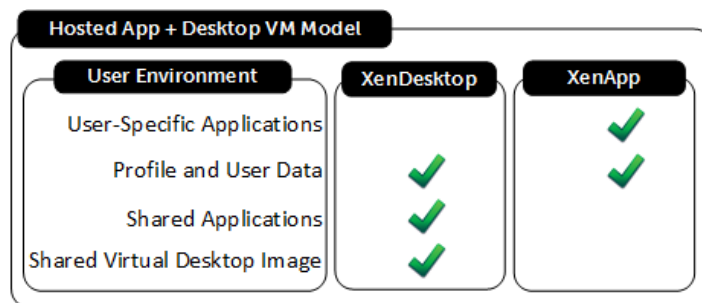 Hosted App + Desktop VM Model
User Environment
XenDesktop
XenApp
User-Specific Applications
Profile and User Data
Shared Applications
Shared Virtual Desktop Image